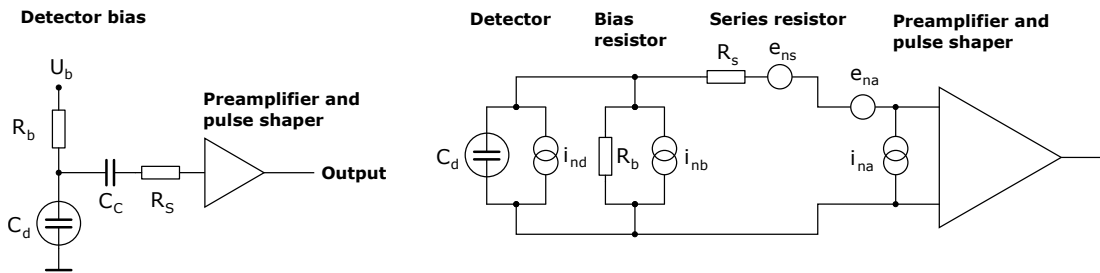 Detector bias
U_b
R_b
Preamplifier and
pulse shaper
Output
C_C
R_S
C_d
Detector
Bias
resistor
Series resistor
Preamplifier and
pulse shaper
R_s
e_ns
e_na
C_d
i_nd
R_b
i_nb
i_na